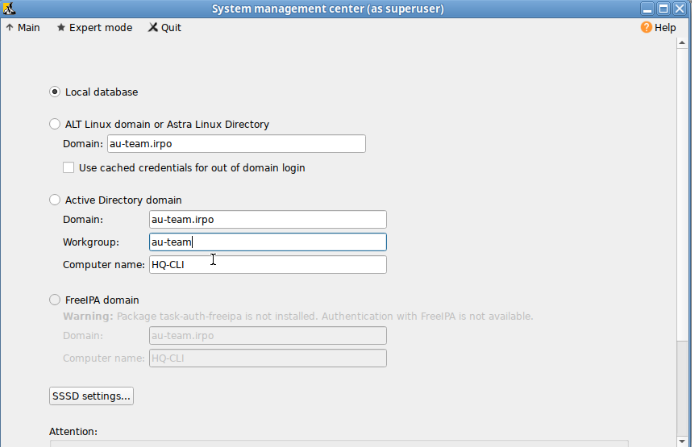 System management center (as superuser)
Main Expert mode Quit Help
Local database
ALT Linux domain or Astra Linux Directory
Domain: au-team.irpo
Use cached credentials for out of domain login
Active Directory domain
Domain: au-team.irpo
Workgroup: au-team
Computer name: HQ-CLI
FreeIPA domain
Warning: Package task-auth-freeipa is not installed. Authentication with FreeIPA is not available.
Domain: au-team.irpo
Computer name: HQ-CLI
SSSD settings...
Attention: